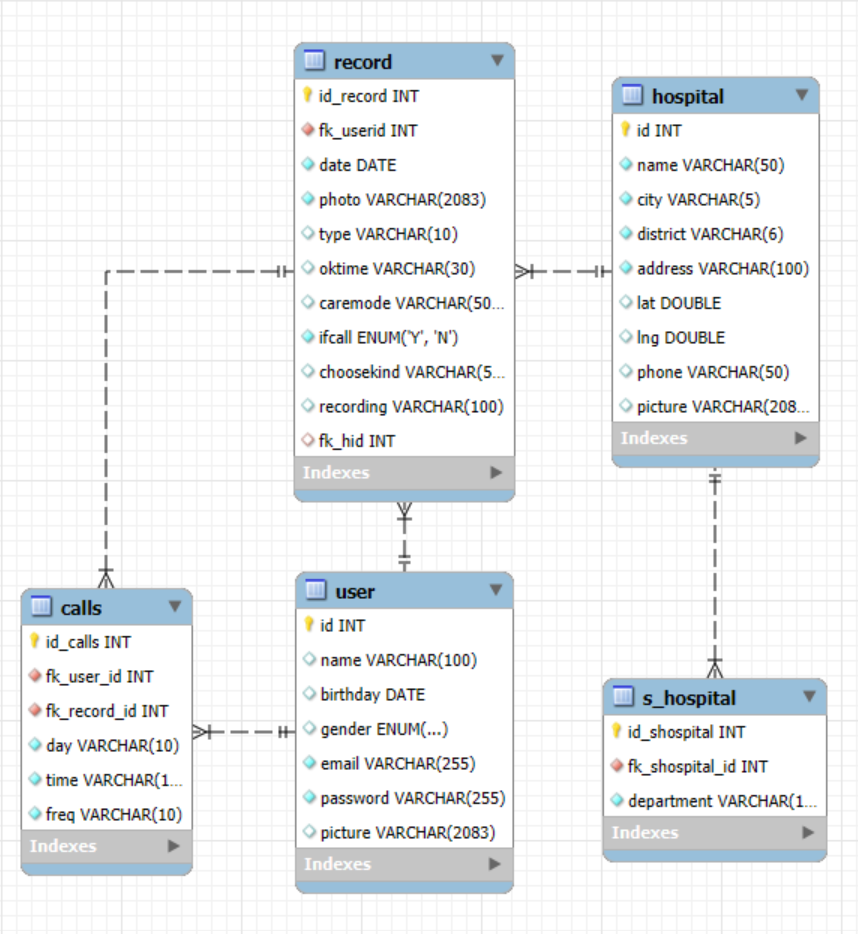 record
id_record INT
fk_userid INT
date DATE
photo VARCHAR(2083)
type VARCHAR(10)
oktime VARCHAR(30)
caremode VARCHAR(50...
ifcall ENUM('Y', 'N')
choosekind VARCHAR(5...
recording VARCHAR(100)
fk_hid INT
Indexes
hospital
id INT
name VARCHAR(50)
city VARCHAR(5)
district VARCHAR(6)
address VARCHAR(100)
lat DOUBLE
lng DOUBLE
phone VARCHAR(50)
picture VARCHAR(208...
Indexes
calls
id_calls INT
fk_user_id INT
fk_record_id INT
day VARCHAR(10)
time VARCHAR(1...
freq VARCHAR(10)
Indexes
user
id INT
name VARCHAR(100)
birthday DATE
gender ENUM(...)
email VARCHAR(255)
password VARCHAR(255)
picture VARCHAR(2083)
Indexes
s_hospital
id_shospital INT
fk_shospital_id INT
department VARCHAR(1...
Indexes